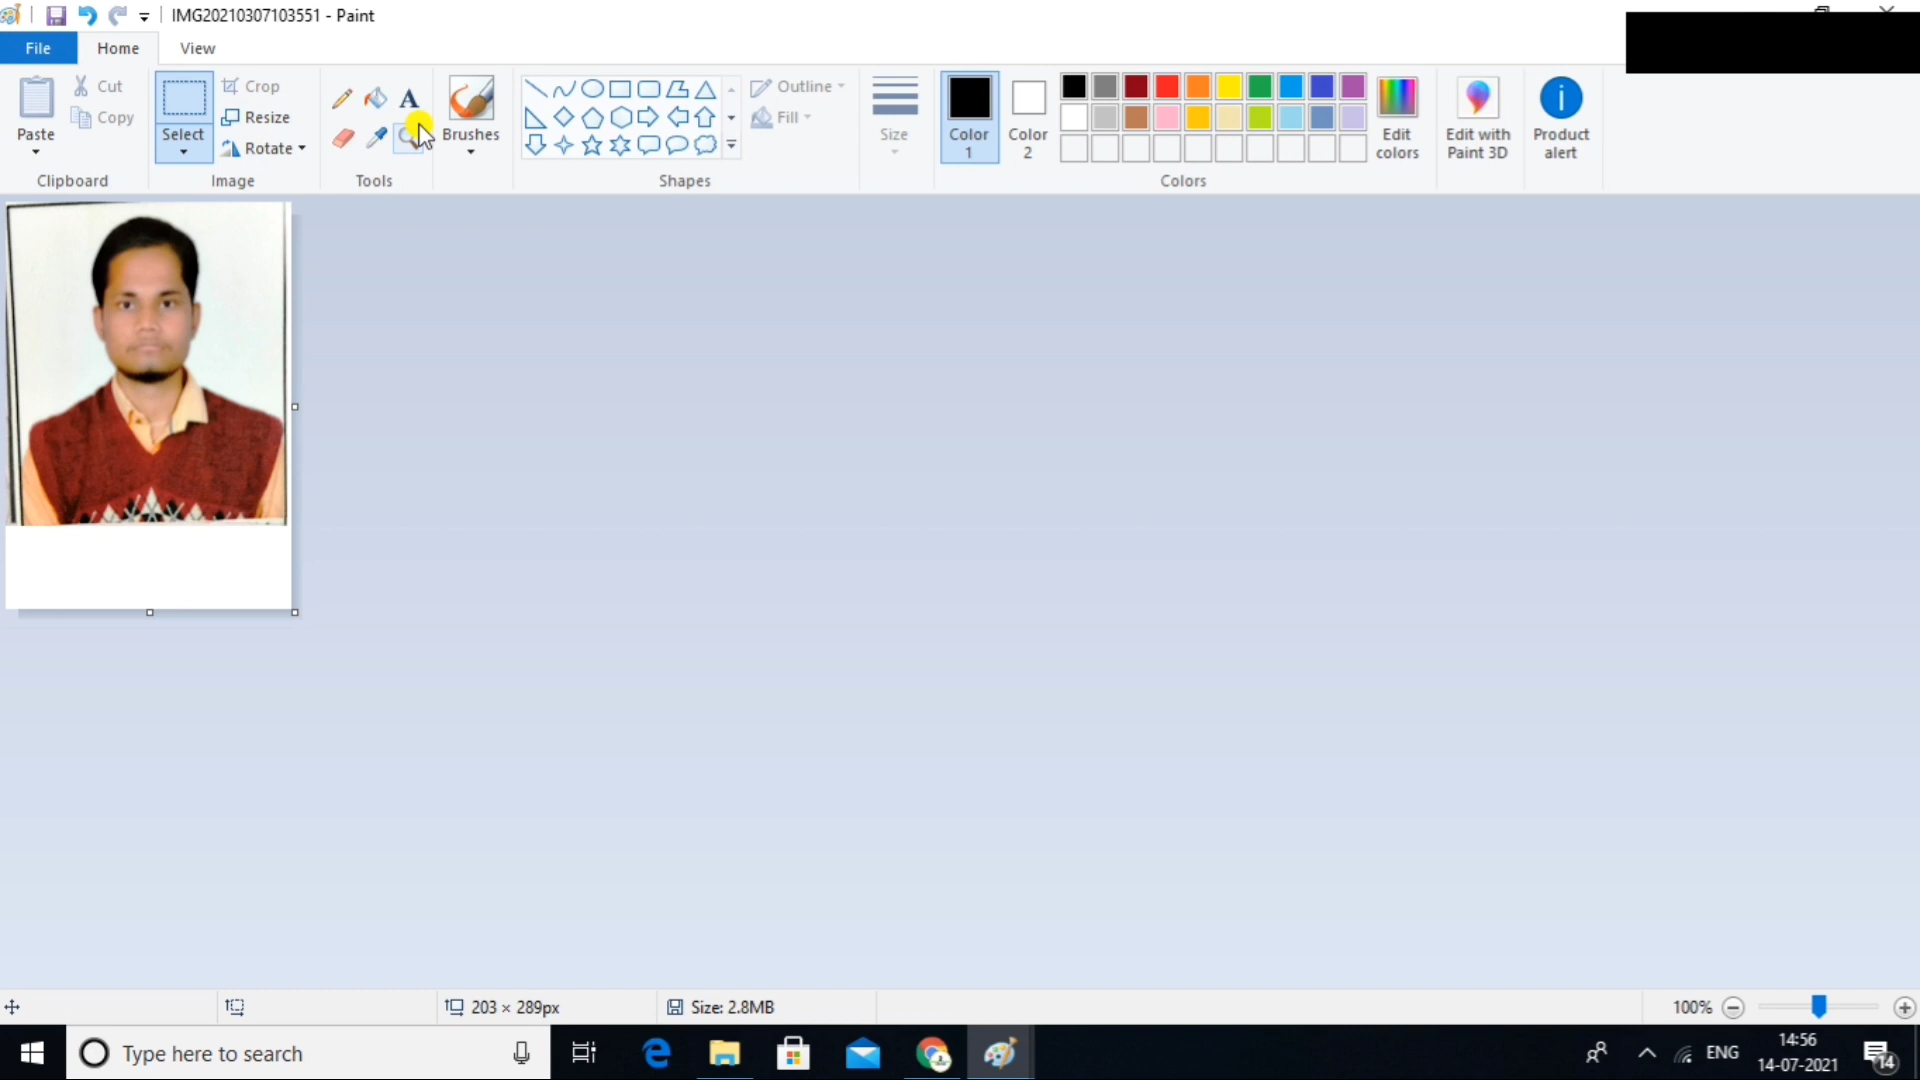 IMG20210307103551 - Paint
File Home View
Paste
Cut
Copy
Clipboard
Select
Crop
Resize
Rotate
Image
A
Tools
Brushes
Shapes
Outline
Fill
Size
Color 1
Color 2
Colors
Edit colors
Edit with Paint 3D
Product alert
203 × 289px
Size: 2.8MB
100%
Type here to search
ENG
14:56
14-07-2021
14